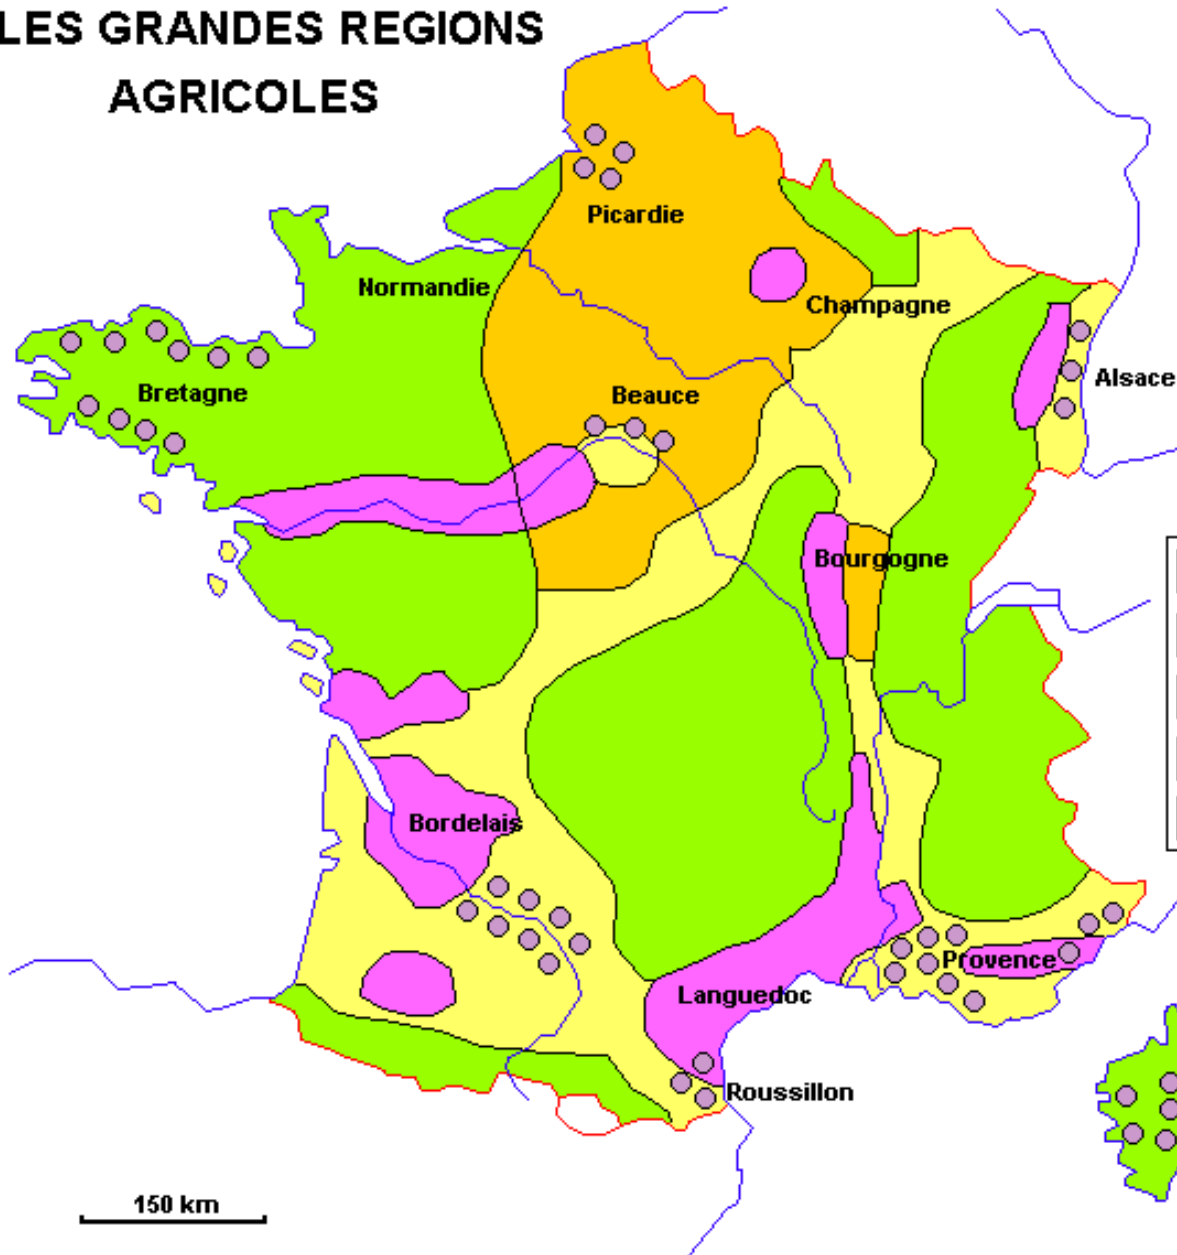 LES GRANDES REGIONS
AGRICOLES
Picardie
Normandie
Champagne
Bretagne
Beauce
Alsace
Bourgogne
Bordelais
Provence
Languedoc
Roussillon
150 km